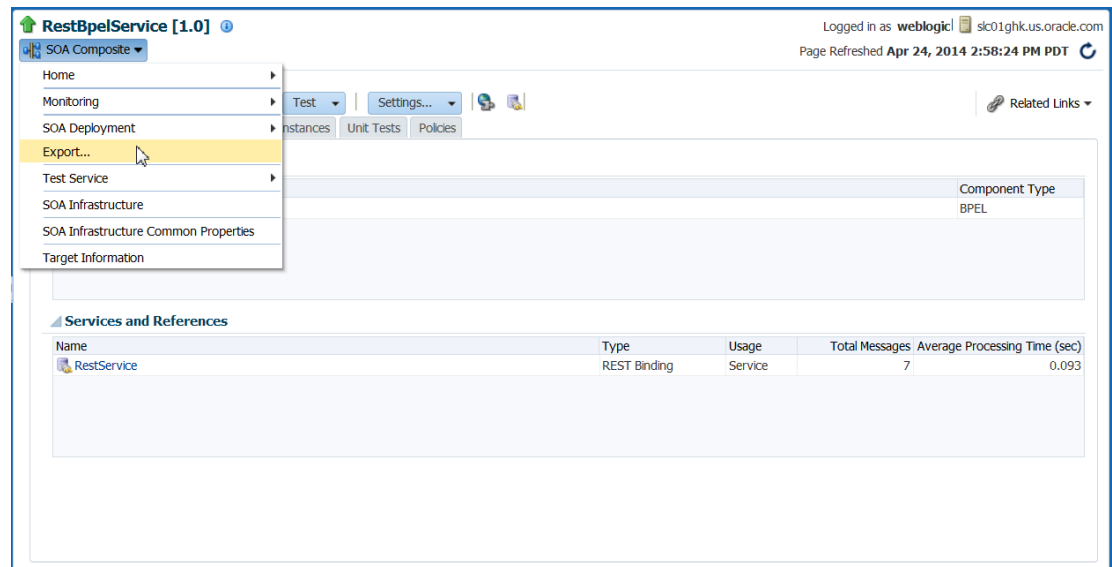 RestBpelService [1.0]
Logged in as weblogic slc01ghk.us.oracle.com
SOA Composite
Page Refreshed Apr 24, 2014 2:58:24 PM PDT
Home
Monitoring
Test Settings... Related Links
SOA Deployment
Unit Tests Policies
Export...
Test Service
Component Type
SOA Infrastructure
BPEL
SOA Infrastructure Common Properties
Target Information
Services and References
Name Type Usage Total Messages Average Processing Time (sec)
RestService REST Binding Service 7 0.093